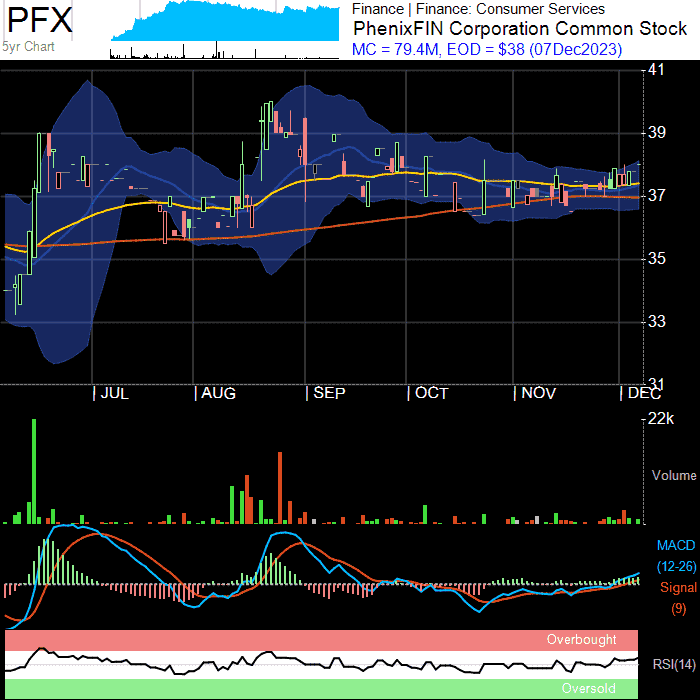 PFX
5yr Chart
Finance | Finance: Consumer Services
PhenixFIN Corporation Common Stock
MC = 79.4M, EOD = $38 (07Dec2023)
41
39
37
35
33
31
JUL
AUG
SEP
OCT
NOV
DEC
22k
Volume
MACD
(12-26)
Signal
(9)
Overbought
RSI(14)
Oversold